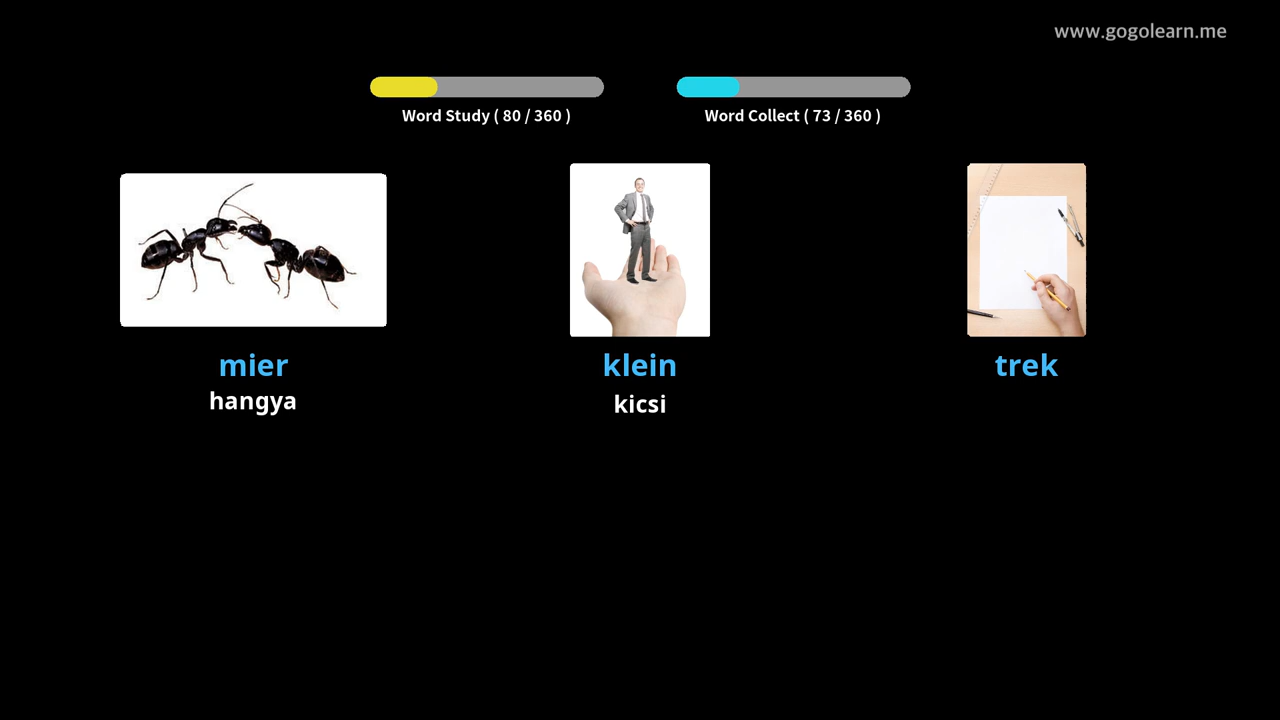 www.gogolearn.me
Word Study ( 80 / 360 )
Word Collect ( 73 / 360 )
mier
klein
trek
hangya
kicsi